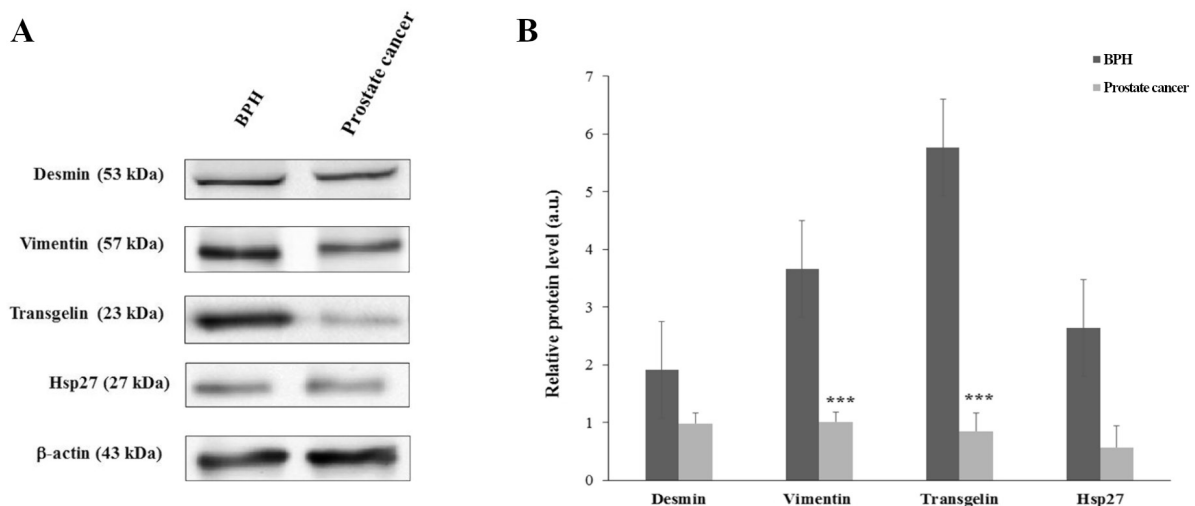 A
BPH
Prostate cancer
Desmin (53 kDa)
Vimentin (57 kDa)
Transgelin (23 kDa)
Hsp27 (27 kDa)
β-actin (43 kDa)
B
BPH
Prostate cancer
Relative protein level (a.u.)
7
6
5
4
3
2
1
0
***
***
Desmin
Vimentin
Transgelin
Hsp27